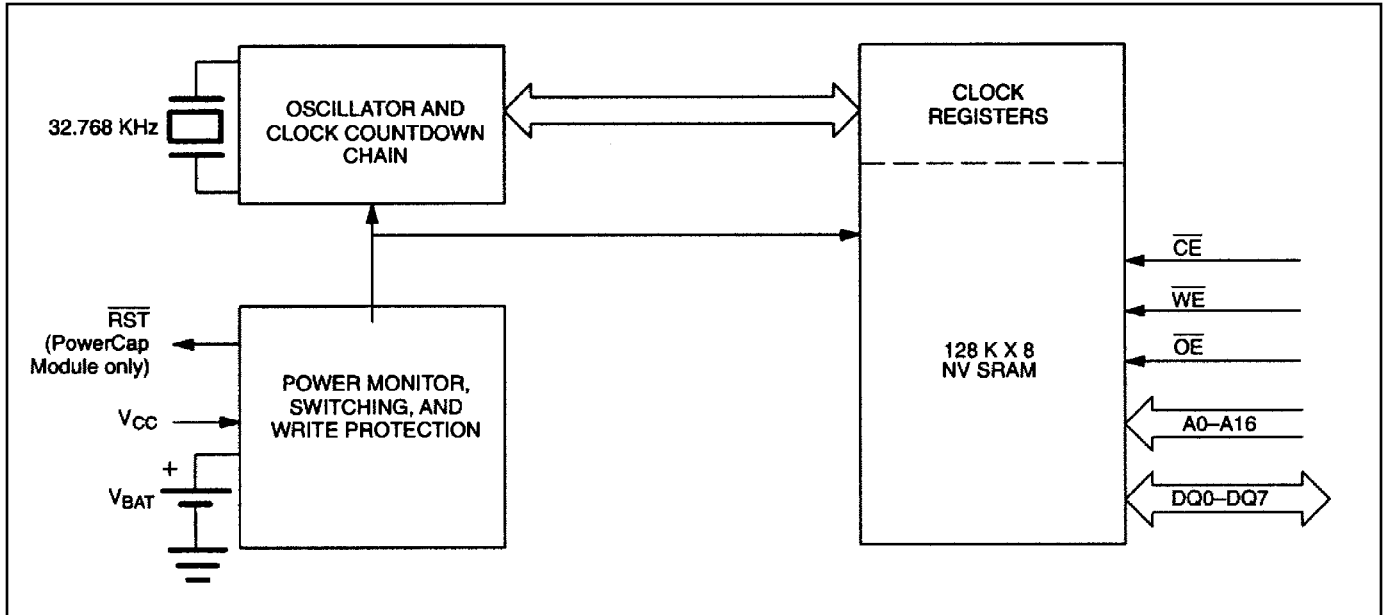 32.768 KHz
OSCILLATOR AND
CLOCK COUNTDOWN
CHAIN
CLOCK
REGISTERS
RST
(PowerCap
Module only)
VCC
+
VBAT
POWER MONITOR,
SWITCHING, AND
WRITE PROTECTION
128 K X 8
NV SRAM
CE
WE
OE
A0–A16
DQ0–DQ7